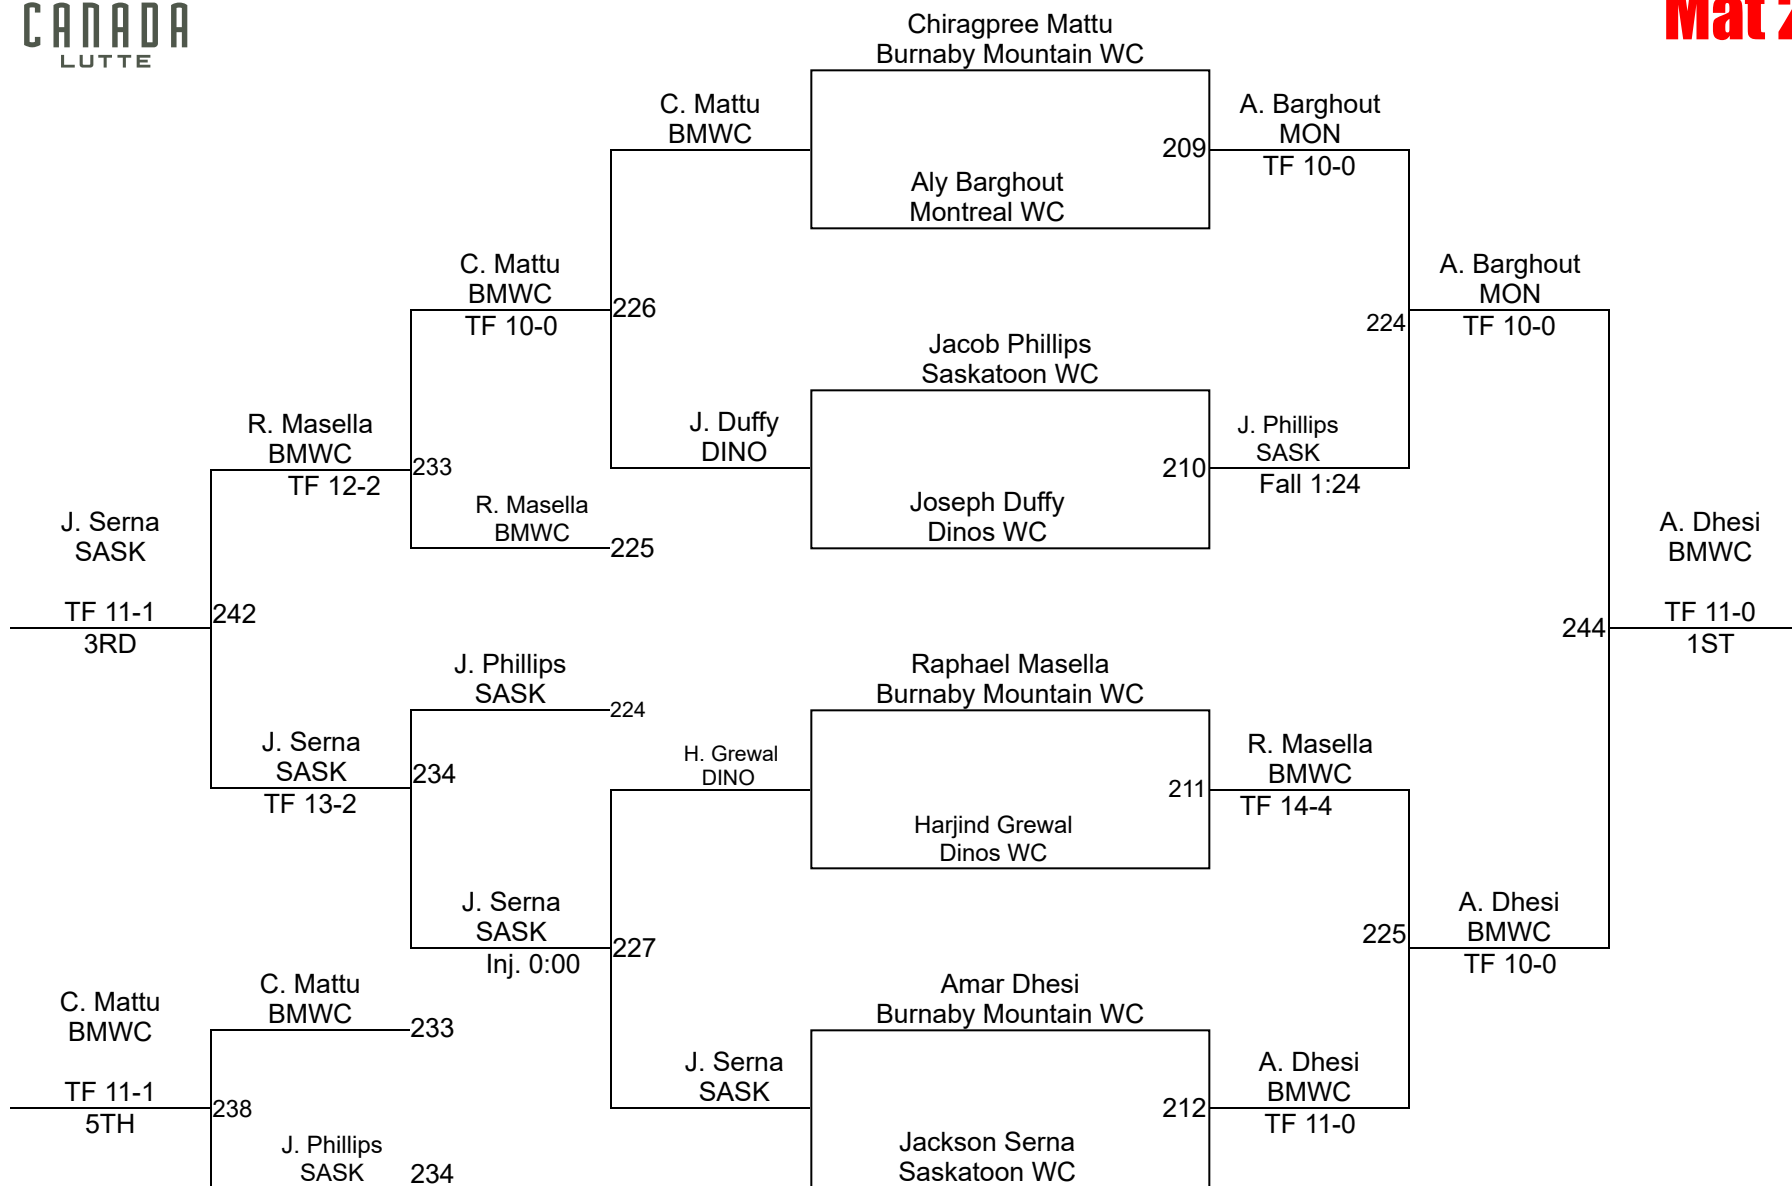 CANADA
LUTTE
Mat 2
Chiragpree Mattu
Burnaby Mountain WC
C. Mattu
BMWC
A. Barghout
MON
209
TF 10-0
Aly Barghout
Montreal WC
C. Mattu
BMWC
TF 10-0
226
A. Barghout
MON
TF 10-0
224
Jacob Phillips
Saskatoon WC
R. Masella
BMWC
TF 12-2
233
J. Duffy
DINO
J. Phillips
SASK
210
Fall 1:24
R. Masella
BMWC
225
Joseph Duffy
Dinos WC
J. Serna
SASK
TF 11-1
3RD
242
A. Dhesi
BMWC
TF 11-0
1ST
244
J. Phillips
SASK
224
Raphael Masella
Burnaby Mountain WC
J. Serna
SASK
TF 13-2
234
H. Grewal
DINO
R. Masella
BMWC
211
TF 14-4
Harjind Grewal
Dinos WC
J. Serna
SASK
Inj. 0:00
227
A. Dhesi
BMWC
TF 10-0
225
C. Mattu
BMWC
TF 11-1
5TH
238
C. Mattu
BMWC
233
Amar Dhesi
Burnaby Mountain WC
J. Serna
SASK
A. Dhesi
BMWC
212
TF 11-0
J. Phillips
SASK
234
Jackson Serna
Saskatoon WC